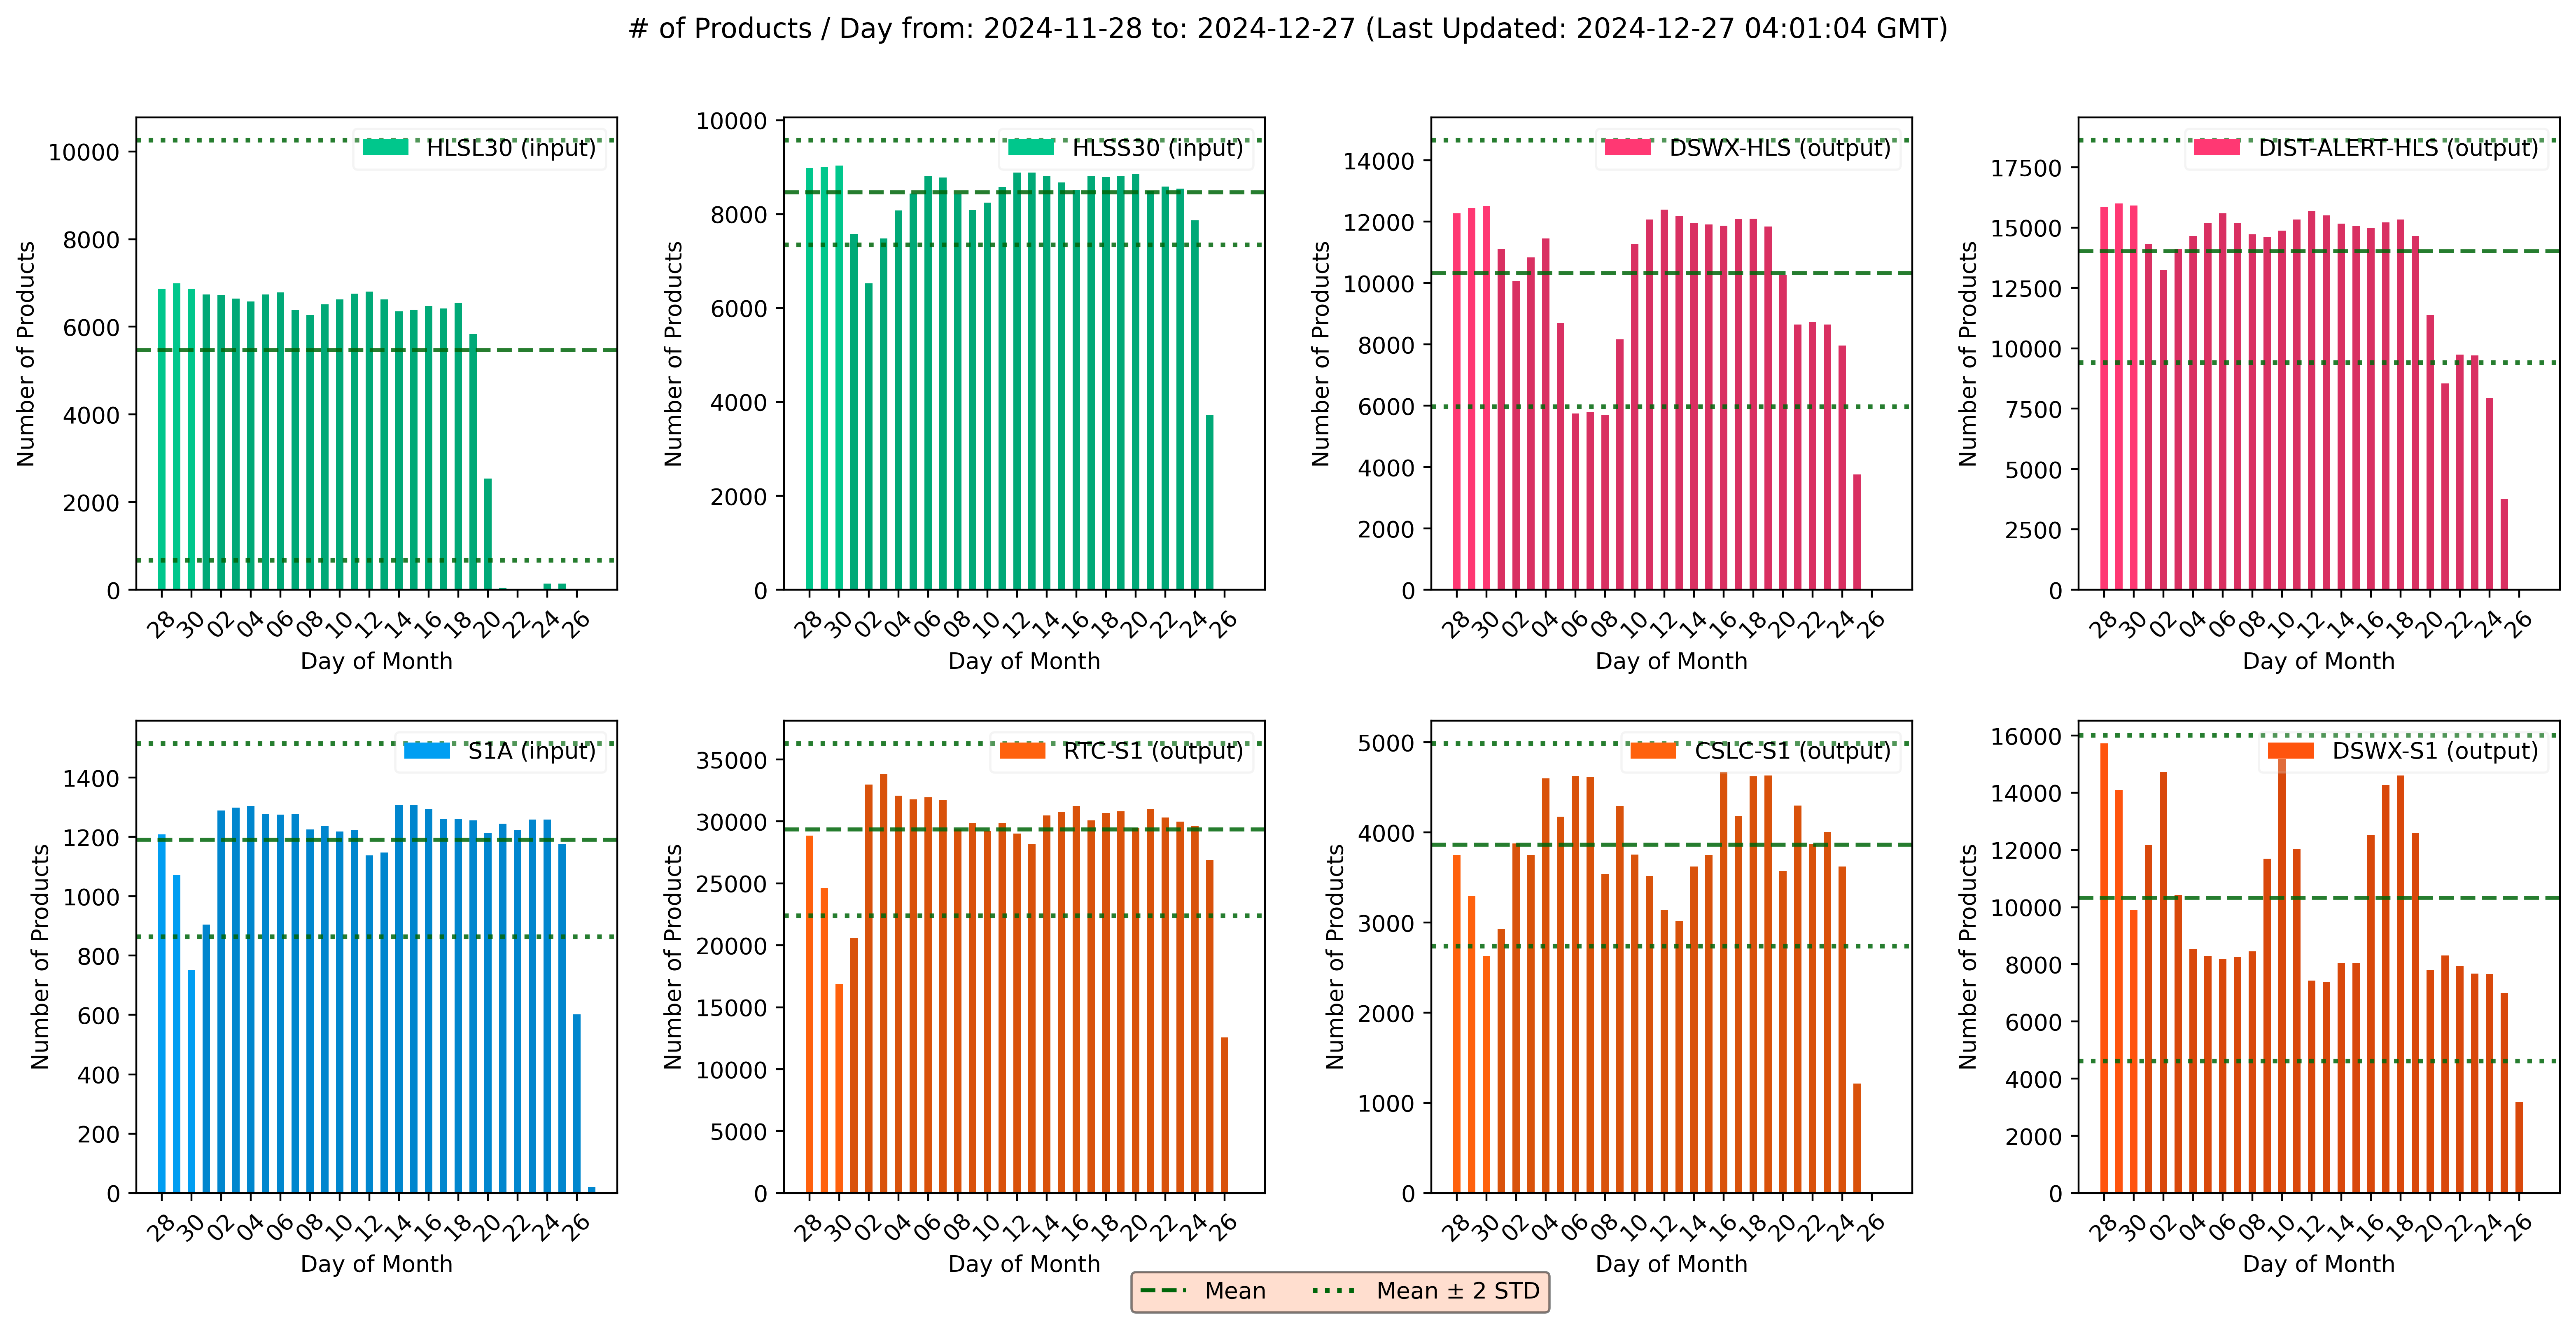 # of Products / Day from: 2024-11-28 to: 2024-12-27 (Last Updated: 2024-12-27 04:01:04 GMT)
HLSL30 (input)
Number of Products
10000
8000
6000
4000
2000
0
28 30 02 04 06 08 10 12 14 16 18 20 22 24 26
Day of Month
HLSS30 (input)
Number of Products
10000
8000
6000
4000
2000
0
28 30 02 04 06 08 10 12 14 16 18 20 22 24 26
Day of Month
DSWX-HLS (output)
Number of Products
14000
12000
10000
8000
6000
4000
2000
0
28 30 02 04 06 08 10 12 14 16 18 20 22 24 26
Day of Month
DIST-ALERT-HLS (output)
Number of Products
17500
15000
12500
10000
7500
5000
2500
0
28 30 02 04 06 08 10 12 14 16 18 20 22 24 26
Day of Month
S1A (input)
Number of Products
1400
1200
1000
800
600
400
200
0
28 30 02 04 06 08 10 12 14 16 18 20 22 24 26
Day of Month
RTC-S1 (output)
Number of Products
35000
30000
25000
20000
15000
10000
5000
0
28 30 02 04 06 08 10 12 14 16 18 20 22 24 26
Day of Month
CSLC-S1 (output)
Number of Products
5000
4000
3000
2000
1000
0
28 30 02 04 06 08 10 12 14 16 18 20 22 24 26
Day of Month
DSWX-S1 (output)
Number of Products
16000
14000
12000
10000
8000
6000
4000
2000
0
28 30 02 04 06 08 10 12 14 16 18 20 22 24 26
Day of Month
Mean
Mean ± 2 STD